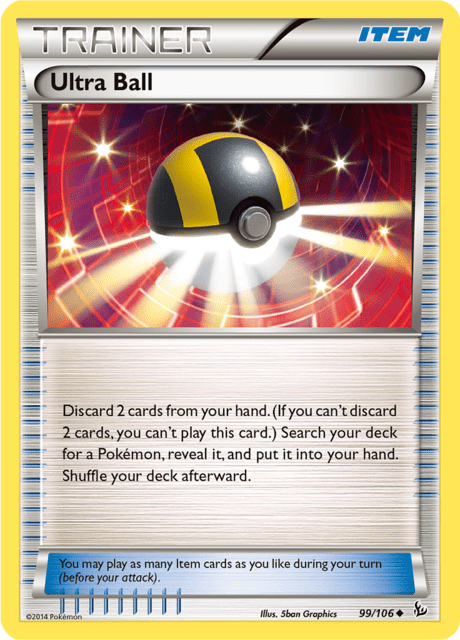 TRAINER
ITEM
Ultra Ball
Discard 2 cards from your hand. (If you can't discard
2 cards, you can't play this card.) Search your deck
for a Pokémon, reveal it, and put it into your hand.
Shuffle your deck afterward.
You may play as many Item cards as you like during your turn
(before your attack).
©2014 Pokémon
Illus. 5ban Graphics
99/106